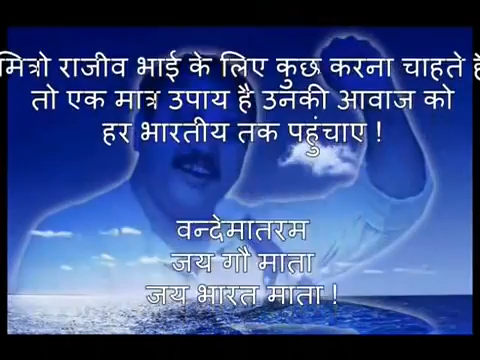 मित्रो राजीव भाई के लिए कुछ करना चाहते है
तो एक मात्र उपाय है उनकी आवाज को
हर भारतीय तक पहुंचाए !
वन्देमातरम
जय गौ माता
जय भारत माता !